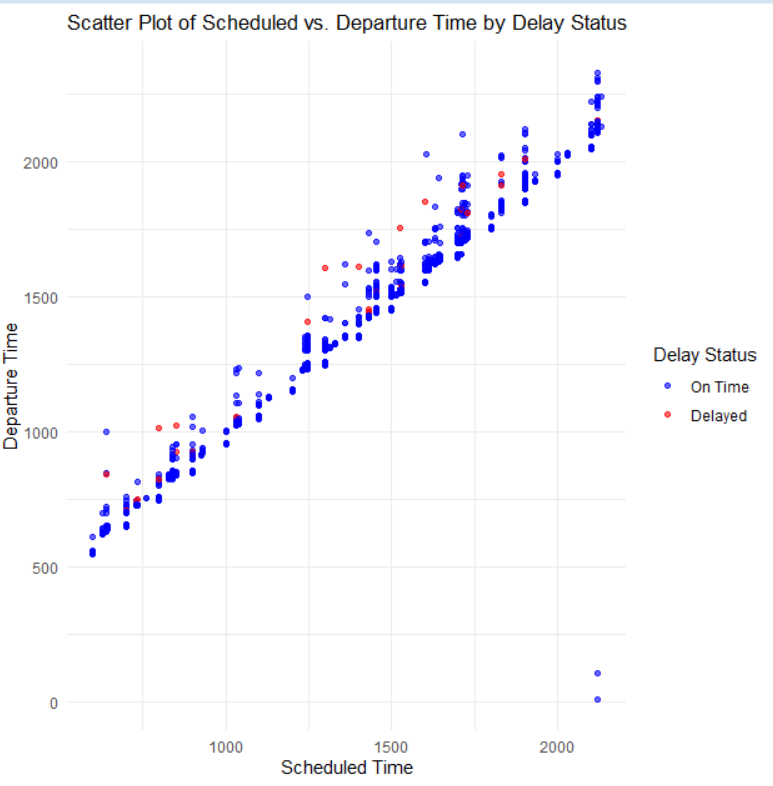 Scatter Plot of Scheduled vs. Departure Time by Delay Status
2000
1500
1000
500
0
Departure Time
1000 1500 2000
Scheduled Time
Delay Status
On Time
Delayed